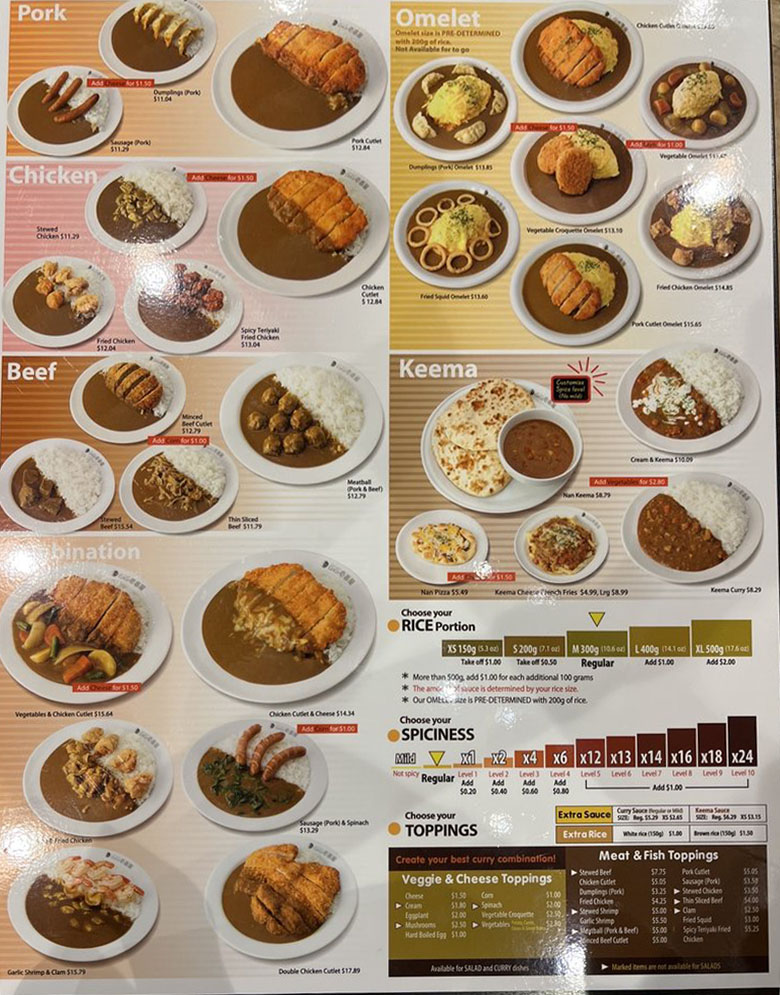 Pork
Dumplings (Pork)
$11.04
Add Cheese for $1.50
Sausage (Pork)
$11.29
Pork Cutlet
$12.84
Chicken
Add Cheese for $1.50
Stewed
Chicken $11.29
Chicken
Cutlet
$ 12.84
Fried Chicken
$12.04
Spicy Teriyaki
Fried Chicken
$13.04
Beef
Minced
Beef Cutlet
$12.79
Add Corn for $1.00
Meatball
(Pork & Beef)
$12.79
Stewed
Beef $15.54
Thin Sliced
Beef $11.79
Combination
Add Cheese for $1.50
Vegetables & Chicken Cutlet $15.64
Chicken Cutlet & Cheese $14.34
Add Corn for $1.00
Fried Chicken
Sausage (Pork) & Spinach
$13.29
Garlic Shrimp & Clam $15.79
Double Chicken Cutlet $17.89
Omelet
Omelet size is PRE-DETERMINED
with 200g of rice.
Not Available for to go
Chicken Cutlet Omelet
Add Cheese for $1.50
Add for $1.00
Dumplings (Pork) Omelet $13.85
Vegetable Omelet
Vegetable Croquette Omelet $13.10
Fried Squid Omelet $13.60
Fried Chicken Omelet $14.85
Pork Cutlet Omelet $15.65
Keema
Customize
Spice level
(No mild)
Cream & Keema $10.09
Add Vegetables for $2.80
Nan Keema $8.79
Add Cheese for $1.50
Nan Pizza $5.49
Keema Cheese French Fries $4.99, Lrg $8.99
Keema Curry $8.29
Choose your
RICE Portion
XS 150g (5.3 oz) S 200g (7.1 oz) M 300g (10.6 oz) L 400g (14.1 oz) XL 500g (17.6 oz)
Take off $1.00 Take off $0.50 Regular Add $1.00 Add $2.00
* More than 500g, add $1.00 for each additional 100 grams
* The amount of sauce is determined by your rice size.
* Our OMELET size is PRE-DETERMINED with 200g of rice.
Choose your
SPICINESS
Mild x1 x2 x4 x6 x12 x13 x14 x16 x18 x24
Not spicy Regular Level 1 Level 2 Level 3 Level 4 Level 5 Level 6 Level 7 Level 8 Level 9 Level 10
Add $0.20 Add $0.40 Add $0.60 Add $0.80 Add $1.00
Choose your
TOPPINGS
Extra Sauce Curry Sauce (Regular or Mild) SIZE: Reg. $5.29 XS $2.65 Keema Sauce SIZE: Reg. $6.29 XS $3.15
Extra Rice White rice (150g) $1.00 Brown rice (150g) $1.50
Create your best curry combination!
Veggie & Cheese Toppings
Cheese $1.50 Corn $1.00
Cream $1.80 Spinach $2.00
Eggplant $2.00 Vegetable Croquette
Mushrooms $2.50 Vegetables $2.80
Hard Boiled Egg $1.00
Available for SALAD and CURRY dishes
Meat & Fish Toppings
Stewed Beef $7.75 Pork Cutlet $5.05
Chicken Cutlet $5.05 Sausage (Pork) $3.50
Dumplings (Pork) $3.25 Stewed Chicken $3.50
Fried Chicken $4.25 Thin Sliced Beef $4.00
Stewed Shrimp $5.00 Clam $2.50
Garlic Shrimp $5.50 Fried Squid $3.00
Meatball (Pork & Beef) $5.00 Spicy Teriyaki Fried Chicken $5.25
Minced Beef Cutlet $5.00
Marked items are not available for SALADS